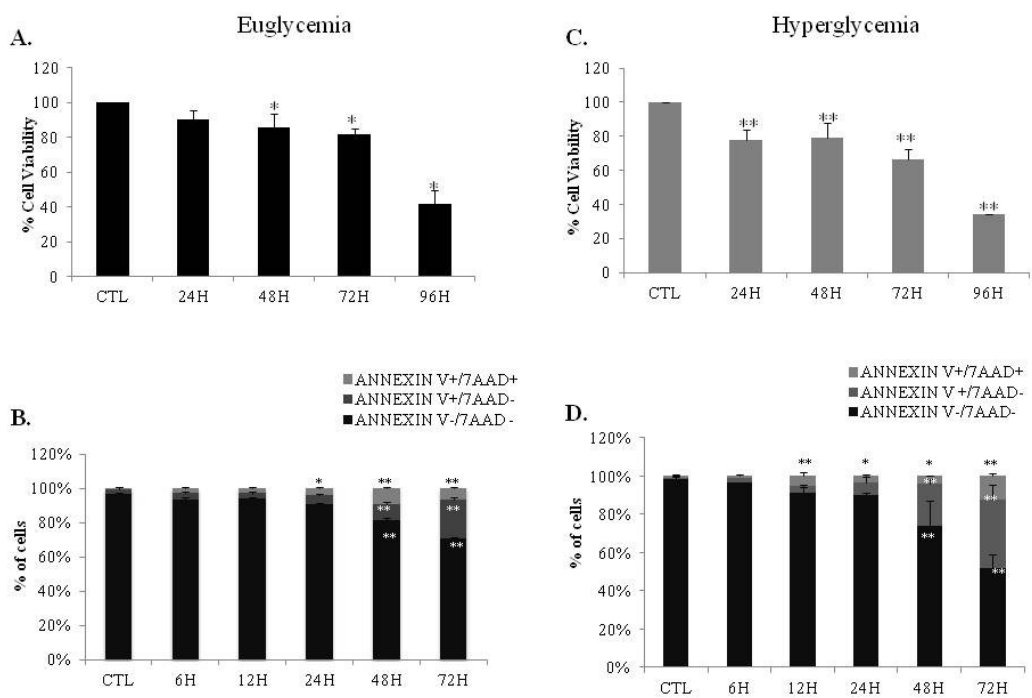 Euglycemia
A.
120
100
80
60
40
20
0
% Cell Viability
* * *
CTL 24H 48H 72H 96H
Hyperglycemia
C.
120
100
80
60
40
20
0
% Cell Viability
** ** ** **
CTL 24H 48H 72H 96H
B.
ANNEXIN V+/7AAD+
ANNEXIN V+/7AAD-
ANNEXIN V-/7AAD-
120%
100%
80%
60%
40%
20%
0%
% of cells
* ** **
** **
** **
CTL 6H 12H 24H 48H 72H
D.
ANNEXIN V+/7AAD+
ANNEXIN V+/7AAD-
ANNEXIN V-/7AAD-
120%
100%
80%
60%
40%
20%
0%
% of cells
** * * **
** **
** **
CTL 6H 12H 24H 48H 72H